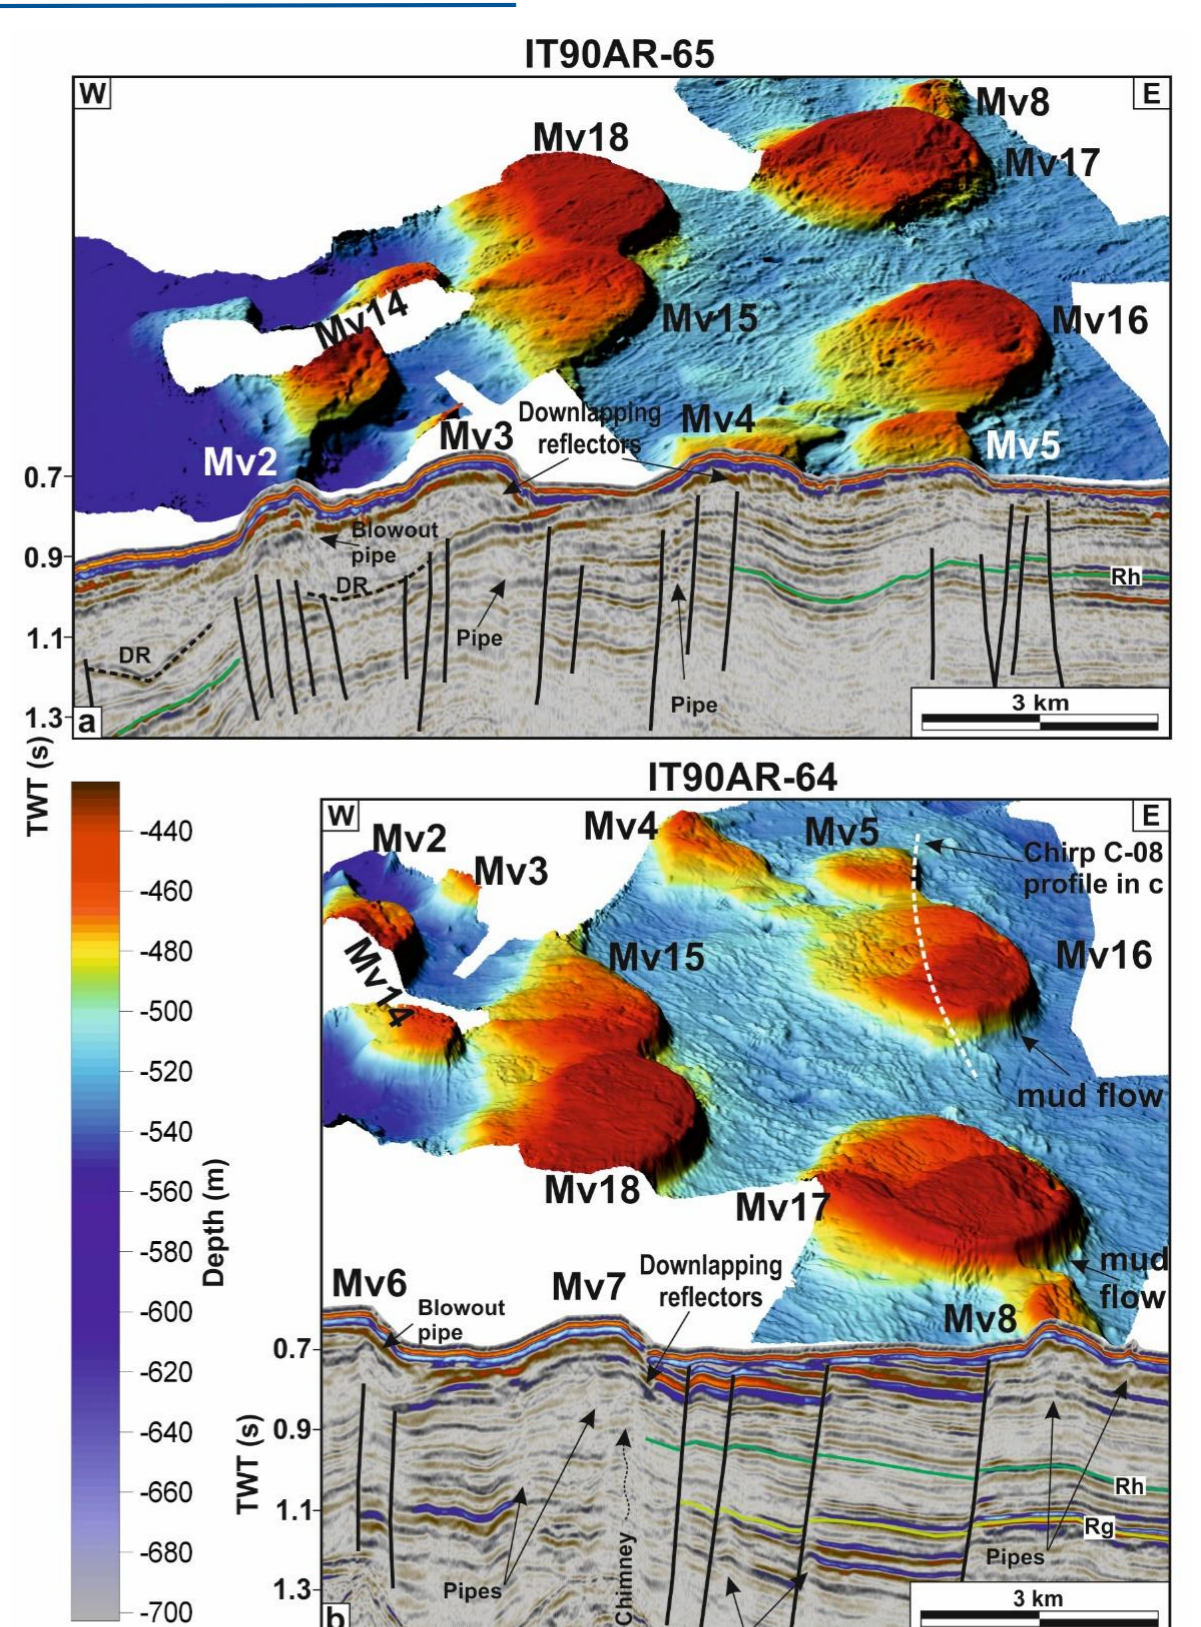 IT90AR-65
W
E
Mv8
Mv18
Mv17
Mv14
Mv15
Mv16
Downlapping
reflectors
Mv4
Mv3
Mv5
Mv2
0.7
Blowout
pipe
0.9
DR
Rh
Pipe
1.1
DR
Pipe
3 km
1.3
a
TWT (s)
IT90AR-64
W
E
Mv4
Mv5
Mv2
Chirp C-08
profile in c
Mv3
Mv15
Mv16
Mv14
mud flow
Mv18
Mv17
mud
flow
Downlapping
reflectors
Mv6
Mv7
Blowout
pipe
Mv8
-440
-460
-480
-500
-520
-540
-560
-580
-600
-620
-640
-660
-680
-700
Depth (m)
0.7
0.9
1.1
1.3
TWT (s)
Rh
Rg
Pipes
Pipes
Chimney
3 km
b